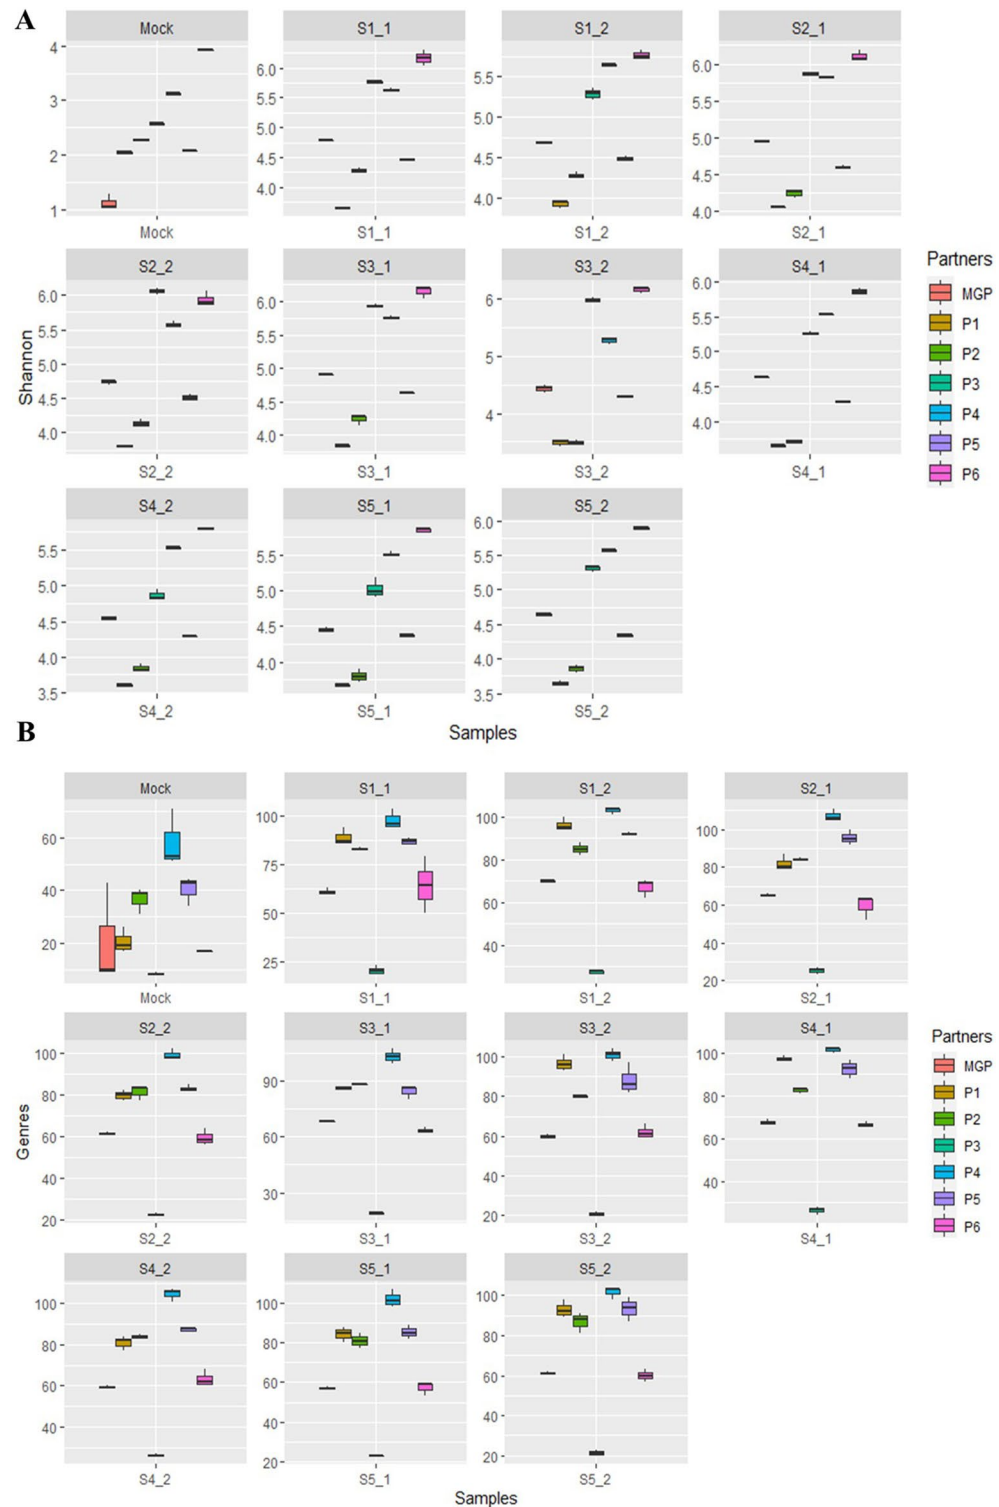 A
Mock
S1_1
S1_2
S2_1
4
3
2
1
6.0
5.5
5.0
4.5
4.0
5.5
5.0
4.5
4.0
6.0
5.5
5.0
4.5
4.0
Mock
S1_1
S1_2
S2_1
S2_2
S3_1
S3_2
S4_1
6.0
5.5
5.0
4.5
4.0
6.0
5.5
5.0
4.5
4.0
6
5
4
6.0
5.5
5.0
4.5
4.0
S2_2
S3_1
S3_2
S4_1
Shannon
Partners
MGP
P1
P2
P3
P4
P5
P6
S4_2
S5_1
S5_2
5.5
5.0
4.5
4.0
3.5
5.5
5.0
4.5
4.0
6.0
5.5
5.0
4.5
4.0
3.5
S4_2
S5_1
S5_2
Samples
B
Mock
S1_1
S1_2
S2_1
60
40
20
100
75
50
25
100
80
60
40
100
80
60
40
20
Mock
S1_1
S1_2
S2_1
S2_2
S3_1
S3_2
S4_1
100
80
60
40
20
90
60
30
100
80
60
40
20
100
80
60
40
S2_2
S3_1
S3_2
S4_1
Genres
Partners
MGP
P1
P2
P3
P4
P5
P6
S4_2
S5_1
S5_2
100
80
60
40
100
80
60
40
20
100
80
60
40
20
S4_2
S5_1
S5_2
Samples